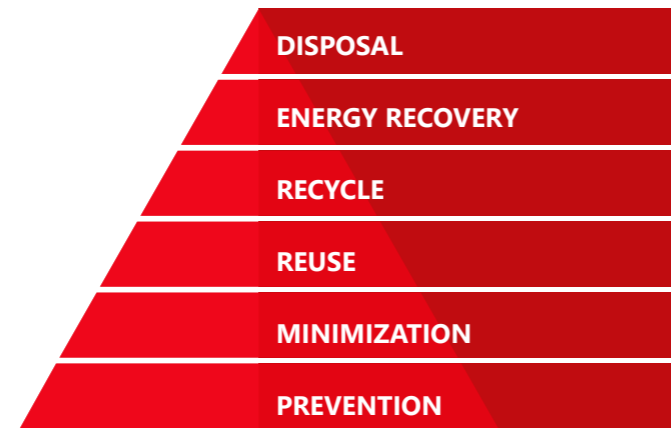 DISPOSAL
ENERGY RECOVERY
RECYCLE
REUSE
MINIMIZATION
PREVENTION